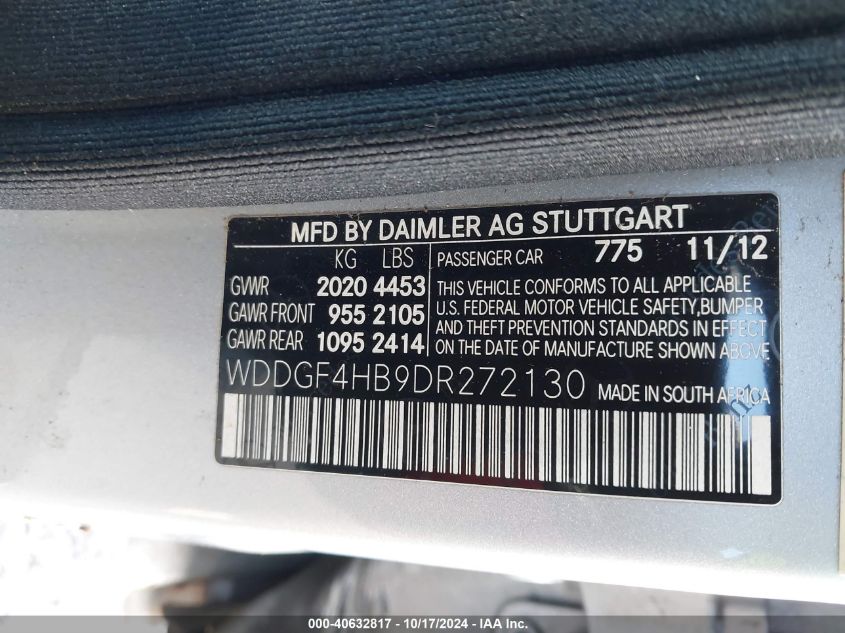 MFD BY DAIMLER AG STUTTGART
KG LBS
GVWR 2020 4453
GAWR FRONT 955 2105
GAWR REAR 1095 2414
PASSENGER CAR 775 11/12
THIS VEHICLE CONFORMS TO ALL APPLICABLE
U.S. FEDERAL MOTOR VEHICLE SAFETY,BUMPER
AND THEFT PREVENTION STANDARDS IN EFFECT
ON THE DATE OF MANUFACTURE SHOWN ABOVE.
WDDGF4HB9DR272130 MADE IN SOUTH AFRICA
000-40632817 - 10/17/2024 - IAAI.COM